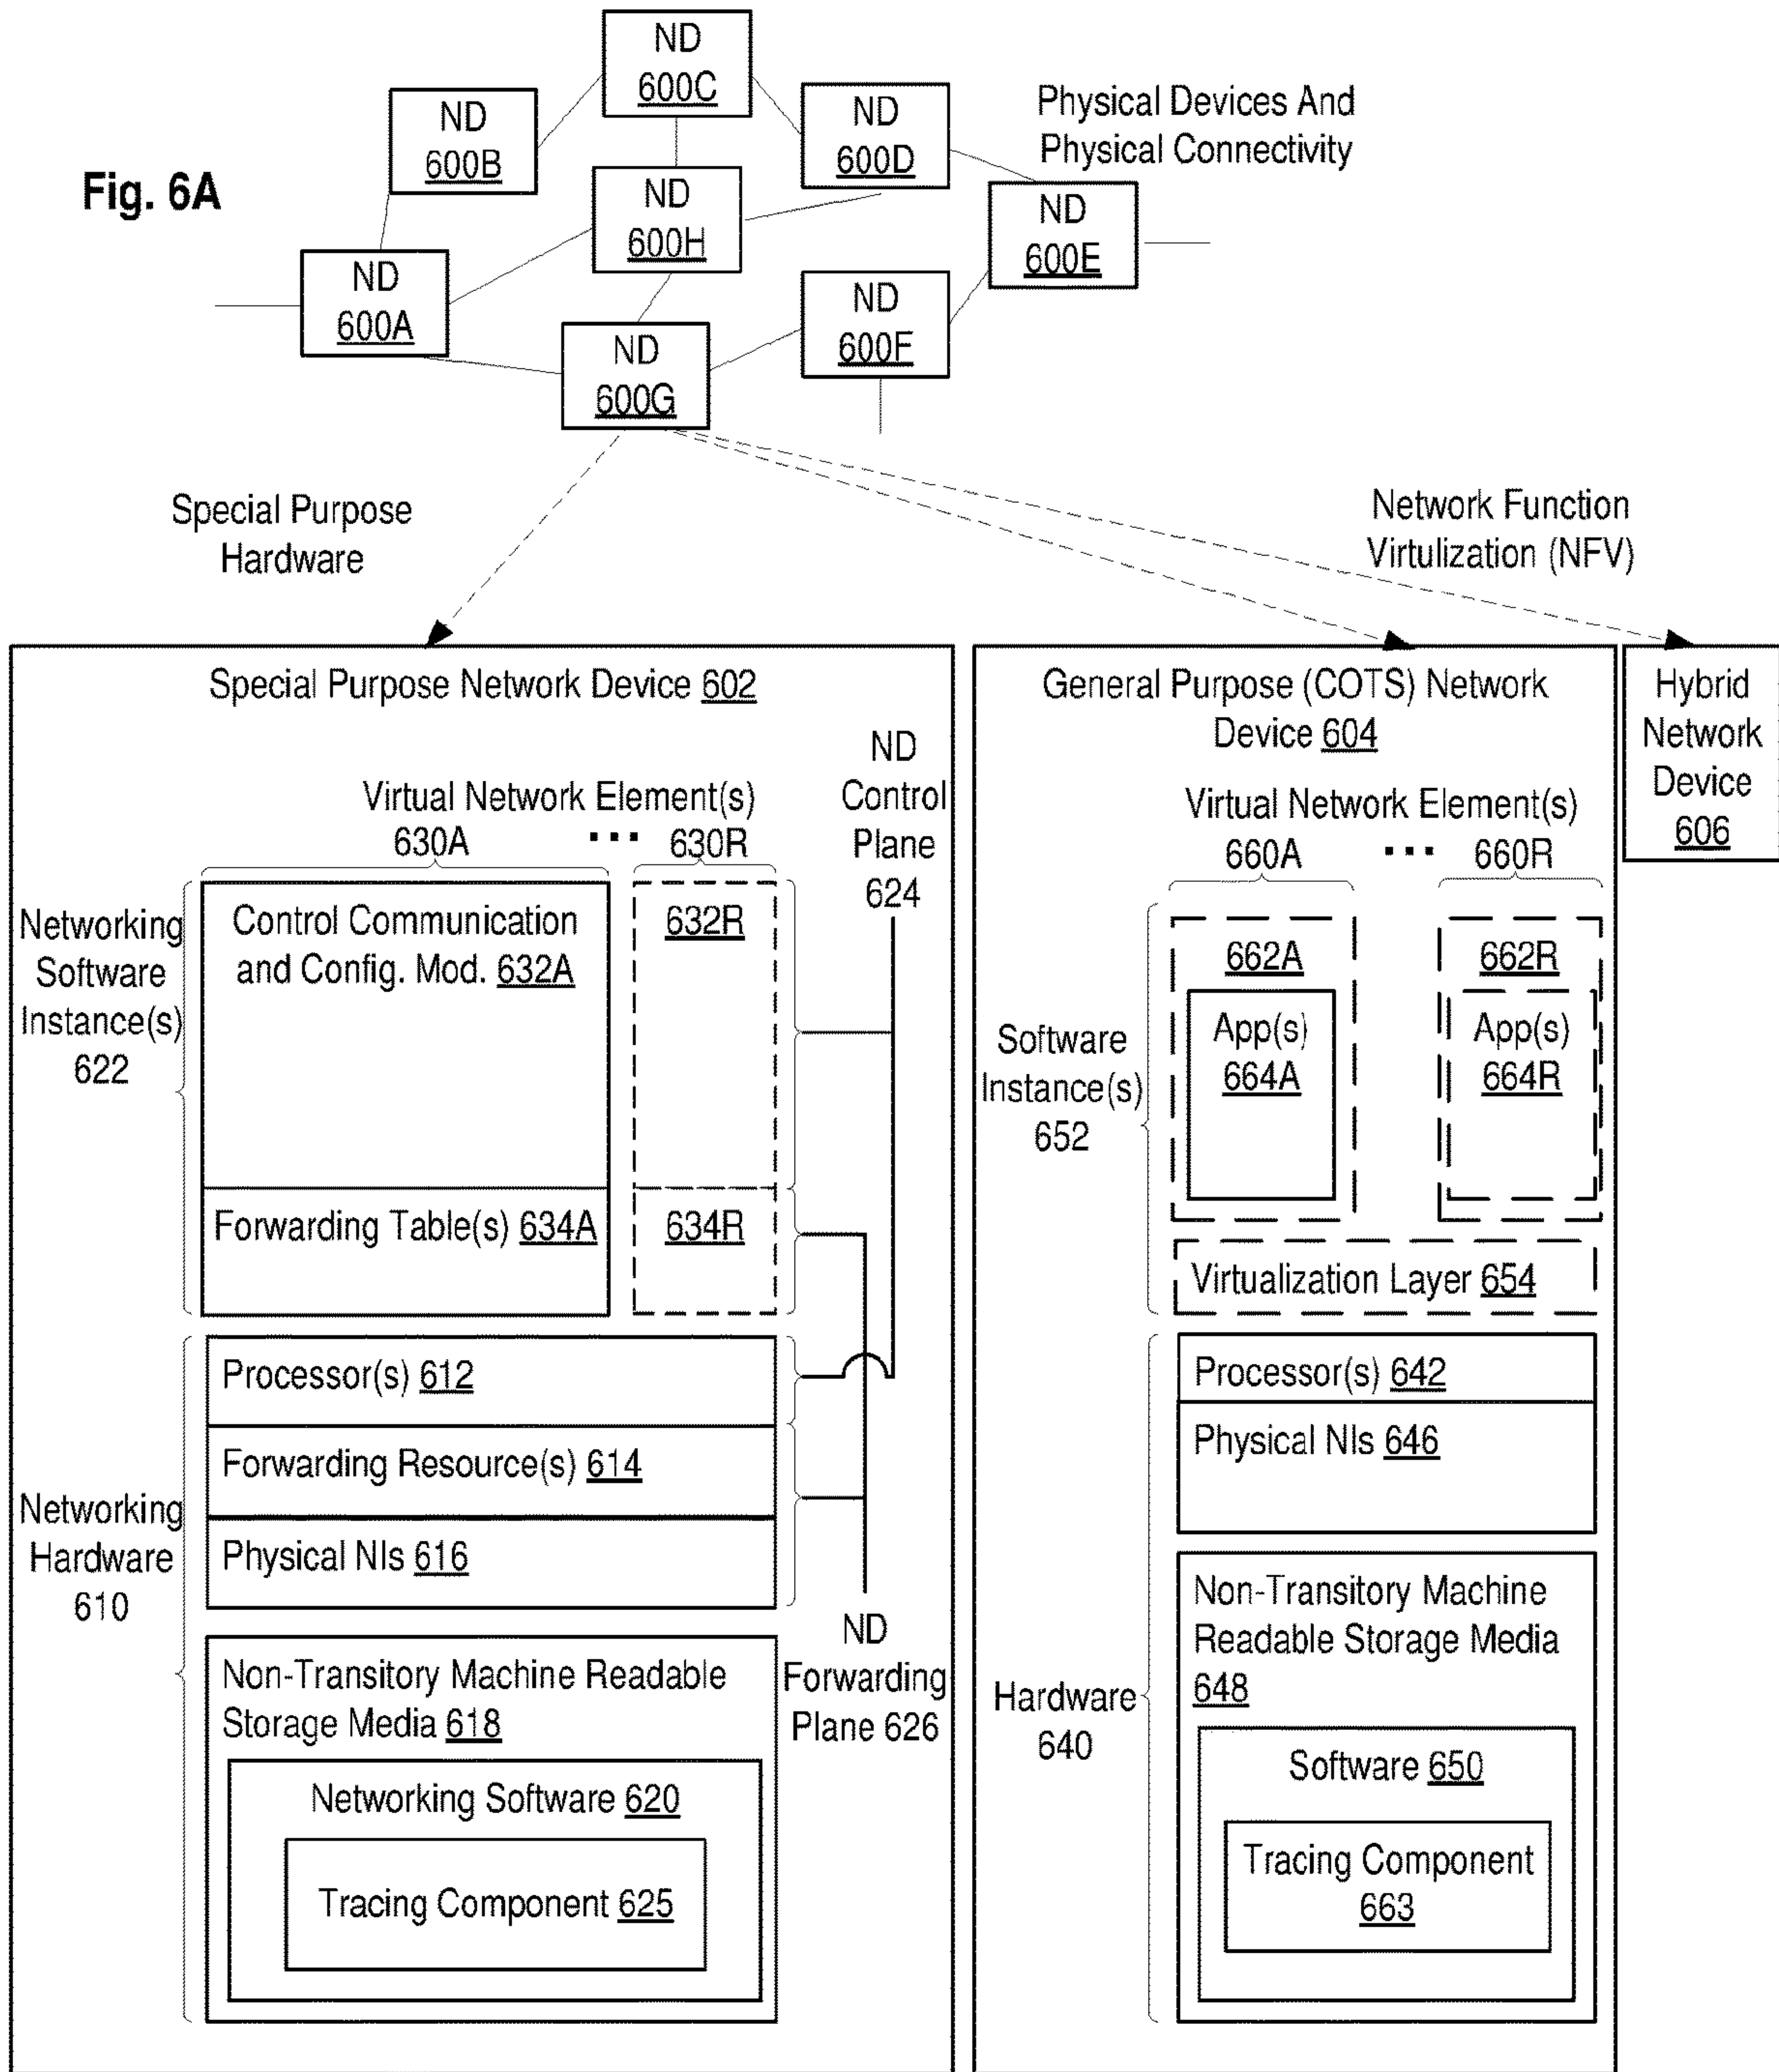 Fig. 6A
ND
600C
ND
600B
ND
600D
Physical Devices And
Physical Connectivity
ND
600H
ND
600E
ND
600A
ND
600F
ND
600G
Special Purpose
Hardware
Network Function
Virtulization (NFV)
Special Purpose Network Device 602
ND
Control
Plane
624
Virtual Network Element(s)
630A
...
630R
Networking
Software
Instance(s)
622
Control Communication
and Config. Mod. 632A
632R
Forwarding Table(s) 634A
634R
Networking
Hardware
610
Processor(s) 612
Forwarding Resource(s) 614
Physical NIs 616
ND
Forwarding
Plane 626
Non-Transitory Machine Readable
Storage Media 618
Networking Software 620
Tracing Component 625
General Purpose (COTS) Network
Device 604
Virtual Network Element(s)
660A
...
660R
Software
Instance(s)
652
662A
App(s)
664A
662R
App(s)
664R
Virtualization Layer 654
Hardware
640
Processor(s) 642
Physical NIs 646
Non-Transitory Machine
Readable Storage Media
648
Software 650
Tracing Component
663
Hybrid
Network
Device
606